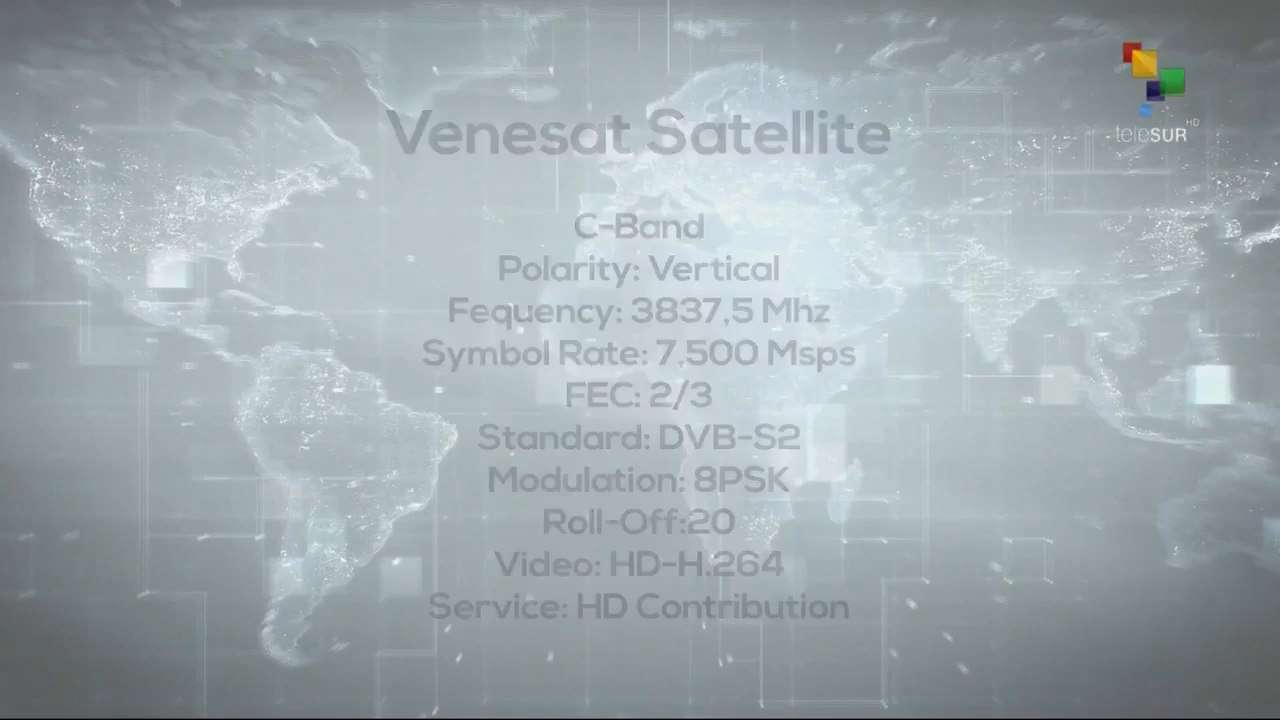 Venesat Satellite
C-Band
Polarity: Vertical
Fequency: 3837,5 Mhz
Symbol Rate: 7,500 Msps
FEC: 2/3
Standard: DVB-S2
Modulation: 8PSK
Roll-Off:20
Video: HD-H.264
Service: HD Contribution
teleSUR HD